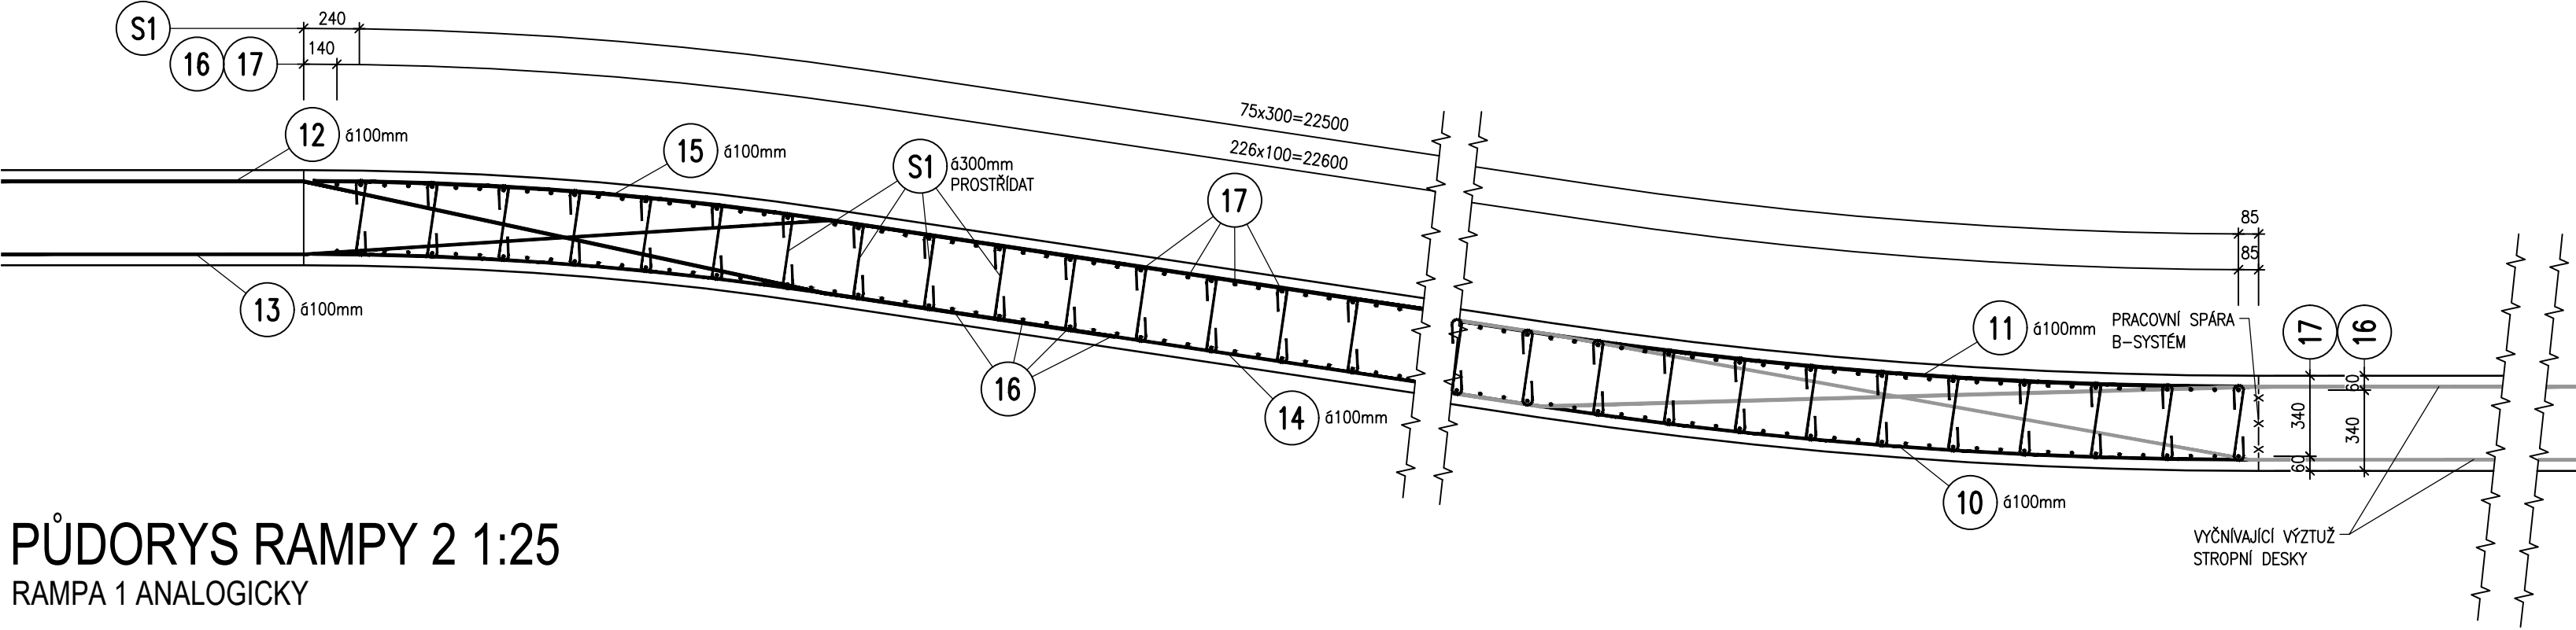 S1
240
16 17
140
12 á100mm
15 á100mm
S1 á300mm
PROSTŘÍDAT
75x300=22500
226x100=22600
17
13 á100mm
16
14 á100mm
85
85
11 á100mm
PRACOVNÍ SPÁRA
B-SYSTÉM
17 16
60
340
340
60
10 á100mm
VYČNÍVAJÍCÍ VÝZTUŽ
STROPNÍ DESKY
PŮDORYS RAMPY 2 1:25
RAMPA 1 ANALOGICKY